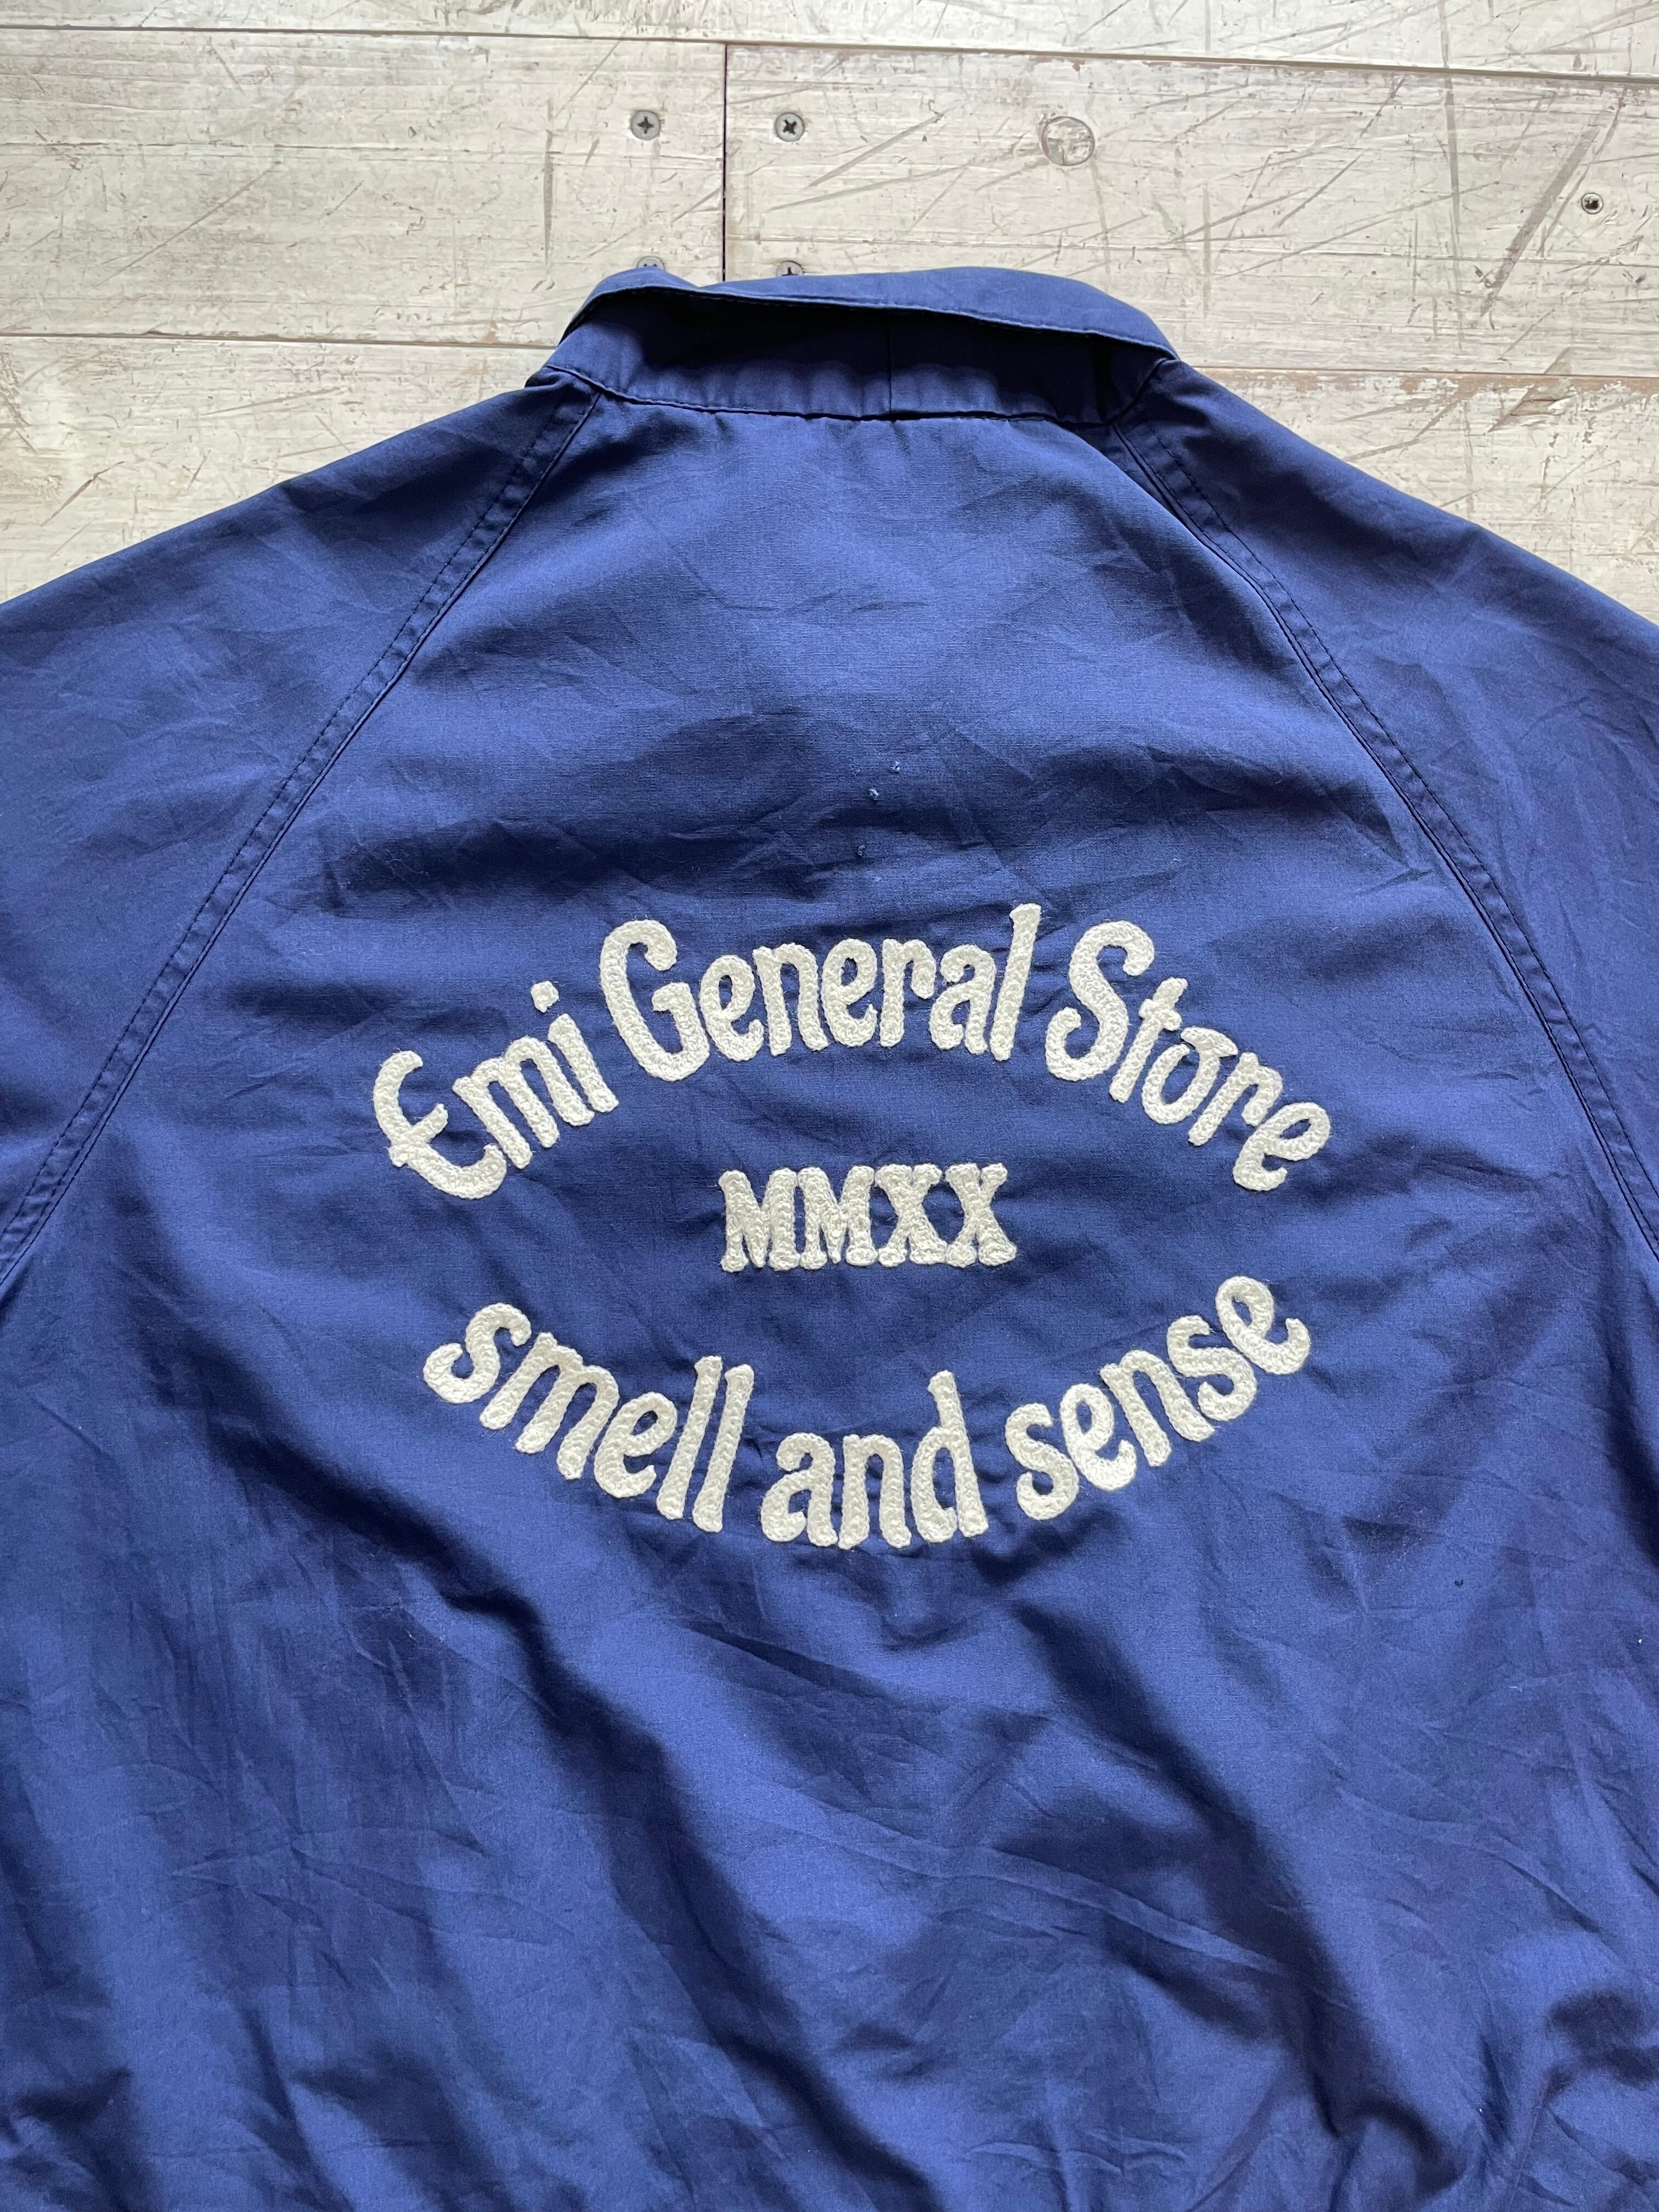 Emi General Store
MMXX
smell and sense